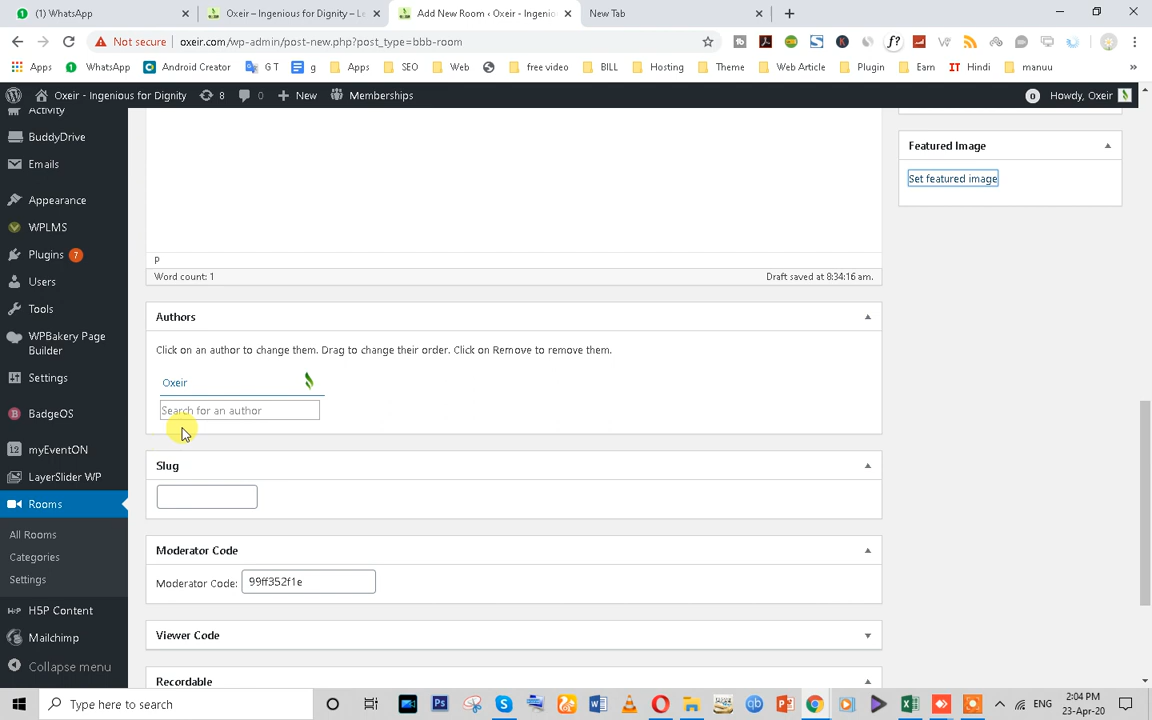 (1) WhatsApp
Oxeir – Ingenious for Dignity – Le
Add New Room ‹ Oxeir - Ingenio
New Tab
Not secure
oxeir.com/wp-admin/post-new.php?post_type=bbb-room
Apps
WhatsApp
Android Creator
G T
g
Apps
SEO
Web
free video
BILL
Hosting
Theme
Web Article
Plugin
Earn
IT Hindi
manuu
Oxeir - Ingenious for Dignity
8
0
New
Memberships
0
Howdy, Oxeir
Activity
BuddyDrive
Emails
Appearance
WPLMS
Plugins 7
Users
Tools
WPBakery Page
Builder
Settings
BadgeOS
12 myEventON
LayerSlider WP
Rooms
All Rooms
Categories
Settings
H-P H5P Content
Mailchimp
Collapse menu
Featured Image
Set featured image
P
Word count: 1
Draft saved at 8:34:16 am.
Authors
Click on an author to change them. Drag to change their order. Click on Remove to remove them.
Oxeir
Search for an author
Slug
Moderator Code
Moderator Code: 99ff352f1e
Viewer Code
Recordable
Type here to search
ENG
2:04 PM
23-Apr-20